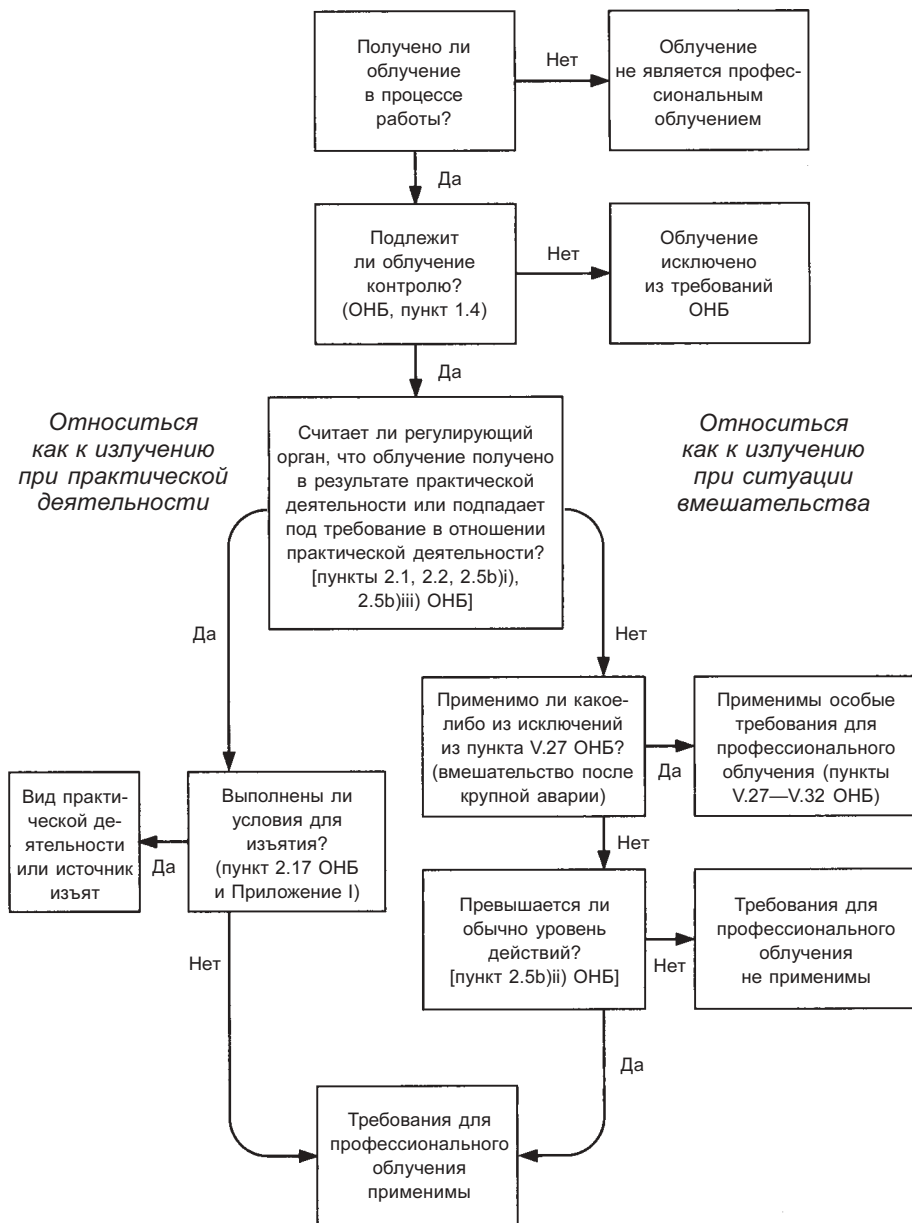 Получено ли
облучение
в процессе
работы?
Нет
Облучение
не является профес-
сиональным
облучением
Да
Подлежит
ли облучение
контролю?
(ОНБ, пункт 1.4)
Нет
Облучение
исключено
из требований
ОНБ
Да
Относиться
как к излучению
при практической
деятельности
Считает ли регулирующий
орган, что облучение получено
в результате практической
деятельности или подпадает
под требование в отношении
практической деятельности?
[пункты 2.1, 2.2, 2.5b)i),
2.5b)iii) ОНБ]
Относиться
как к излучению
при ситуации
вмешательства
Да
Нет
Применимо ли какое-
либо из исключений
из пункта V.27 ОНБ?
(вмешательство после
крупной аварии)
Да
Применимы особые
требования для
профессионального
облучения (пункты
V.27—V.32 ОНБ)
Вид практи-
ческой де-
ятельности
или источник
изъят
Да
Выполнены ли
условия для
изъятия?
(пункт 2.17 ОНБ
и Приложение I)
Нет
Нет
Превышается ли
обычно уровень
действий?
[пункт 2.5b)ii) ОНБ]
Нет
Требования для
профессионального
облучения
не применимы
Да
Требования для
профессионального
облучения
применимы